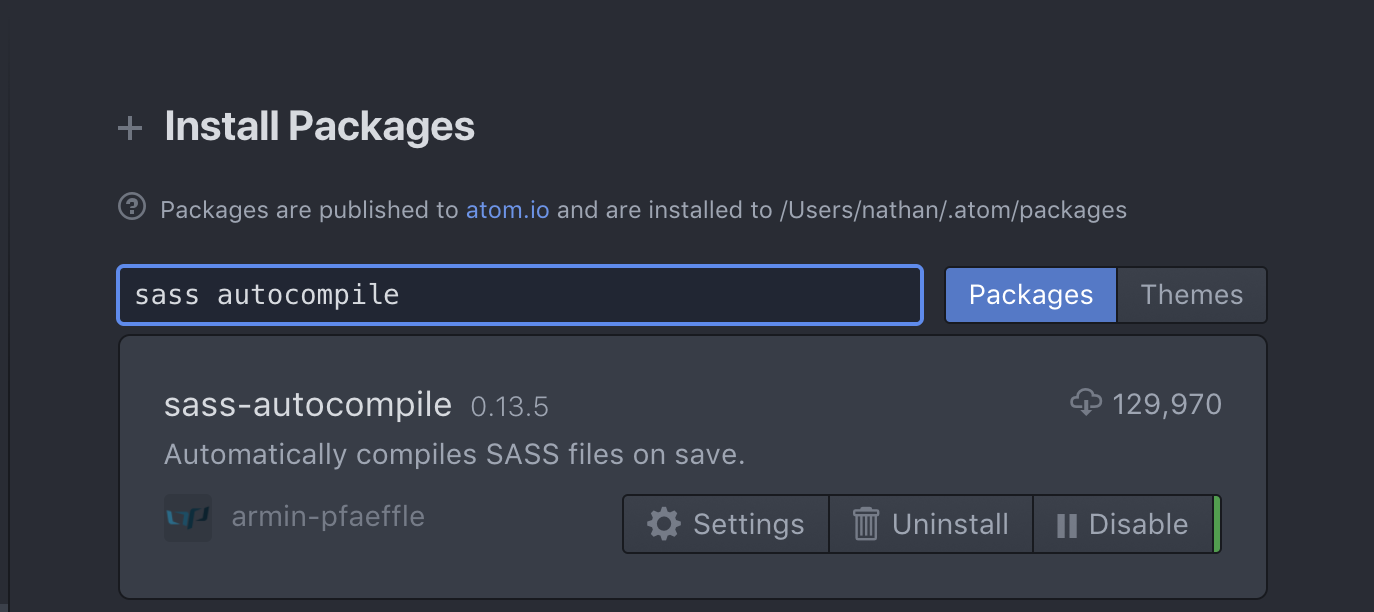 Install Packages
Packages are published to atom.io and are installed to /Users/nathan/.atom/packages
sass autocompile
Packages
Themes
sass-autocompile 0.13.5
129,970
Automatically compiles SASS files on save.
armin-pfaeffle
Settings
Uninstall
Disable